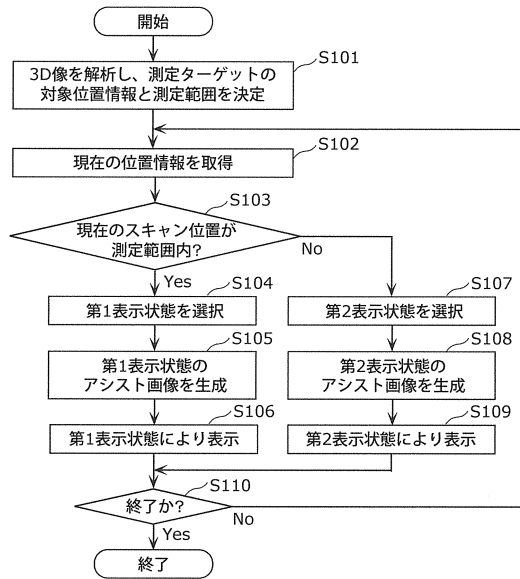 開始
S101
3D像を解析し、測定ターゲットの
対象位置情報と測定範囲を決定
S102
現在の位置情報を取得
S103
現在のスキャン位置が
測定範囲内?
No
Yes
S104
第1表示状態を選択
S107
第2表示状態を選択
S105
第1表示状態の
アシスト画像を生成
S108
第2表示状態の
アシスト画像を生成
S106
第1表示状態により表示
S109
第2表示状態により表示
S110
終了か?
No
Yes
終了